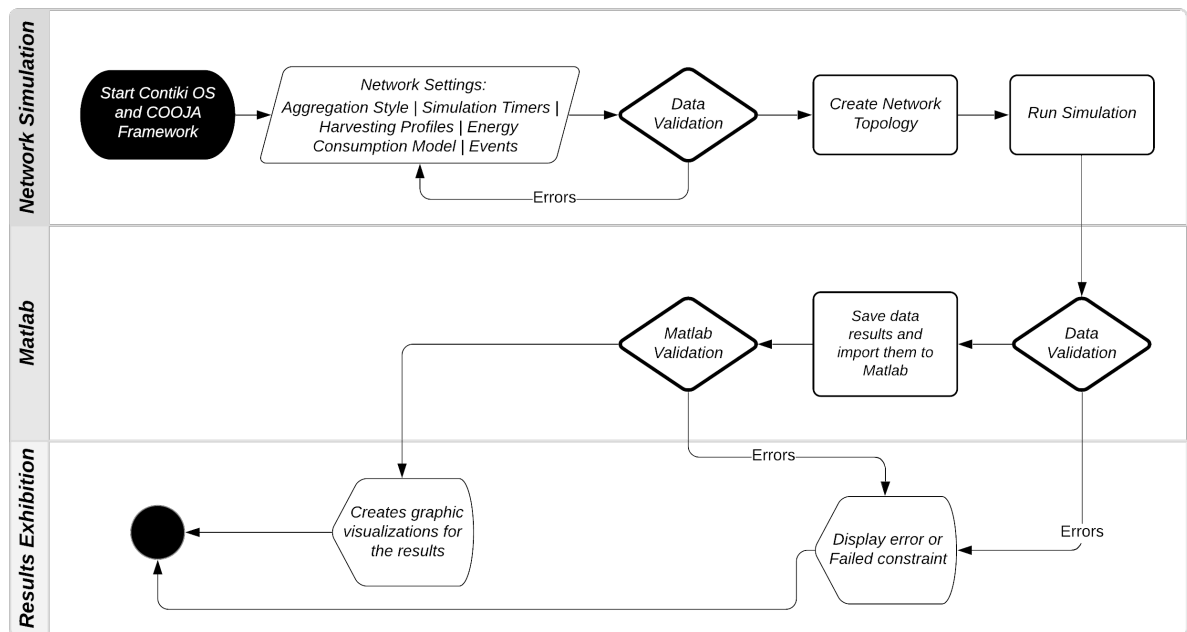 Network Simulation
Start Contiki OS
and COOJA
Framework
Network Settings:
Aggregation Style | Simulation Timers |
Harvesting Profiles | Energy
Consumption Model | Events
Data
Validation
Create Network
Topology
Run Simulation
Errors
Matlab
Matlab
Validation
Save data
results and
import them to
Matlab
Data
Validation
Results Exhibition
Errors
Creates graphic
visualizations for
the results
Display error or
Failed constraint
Errors